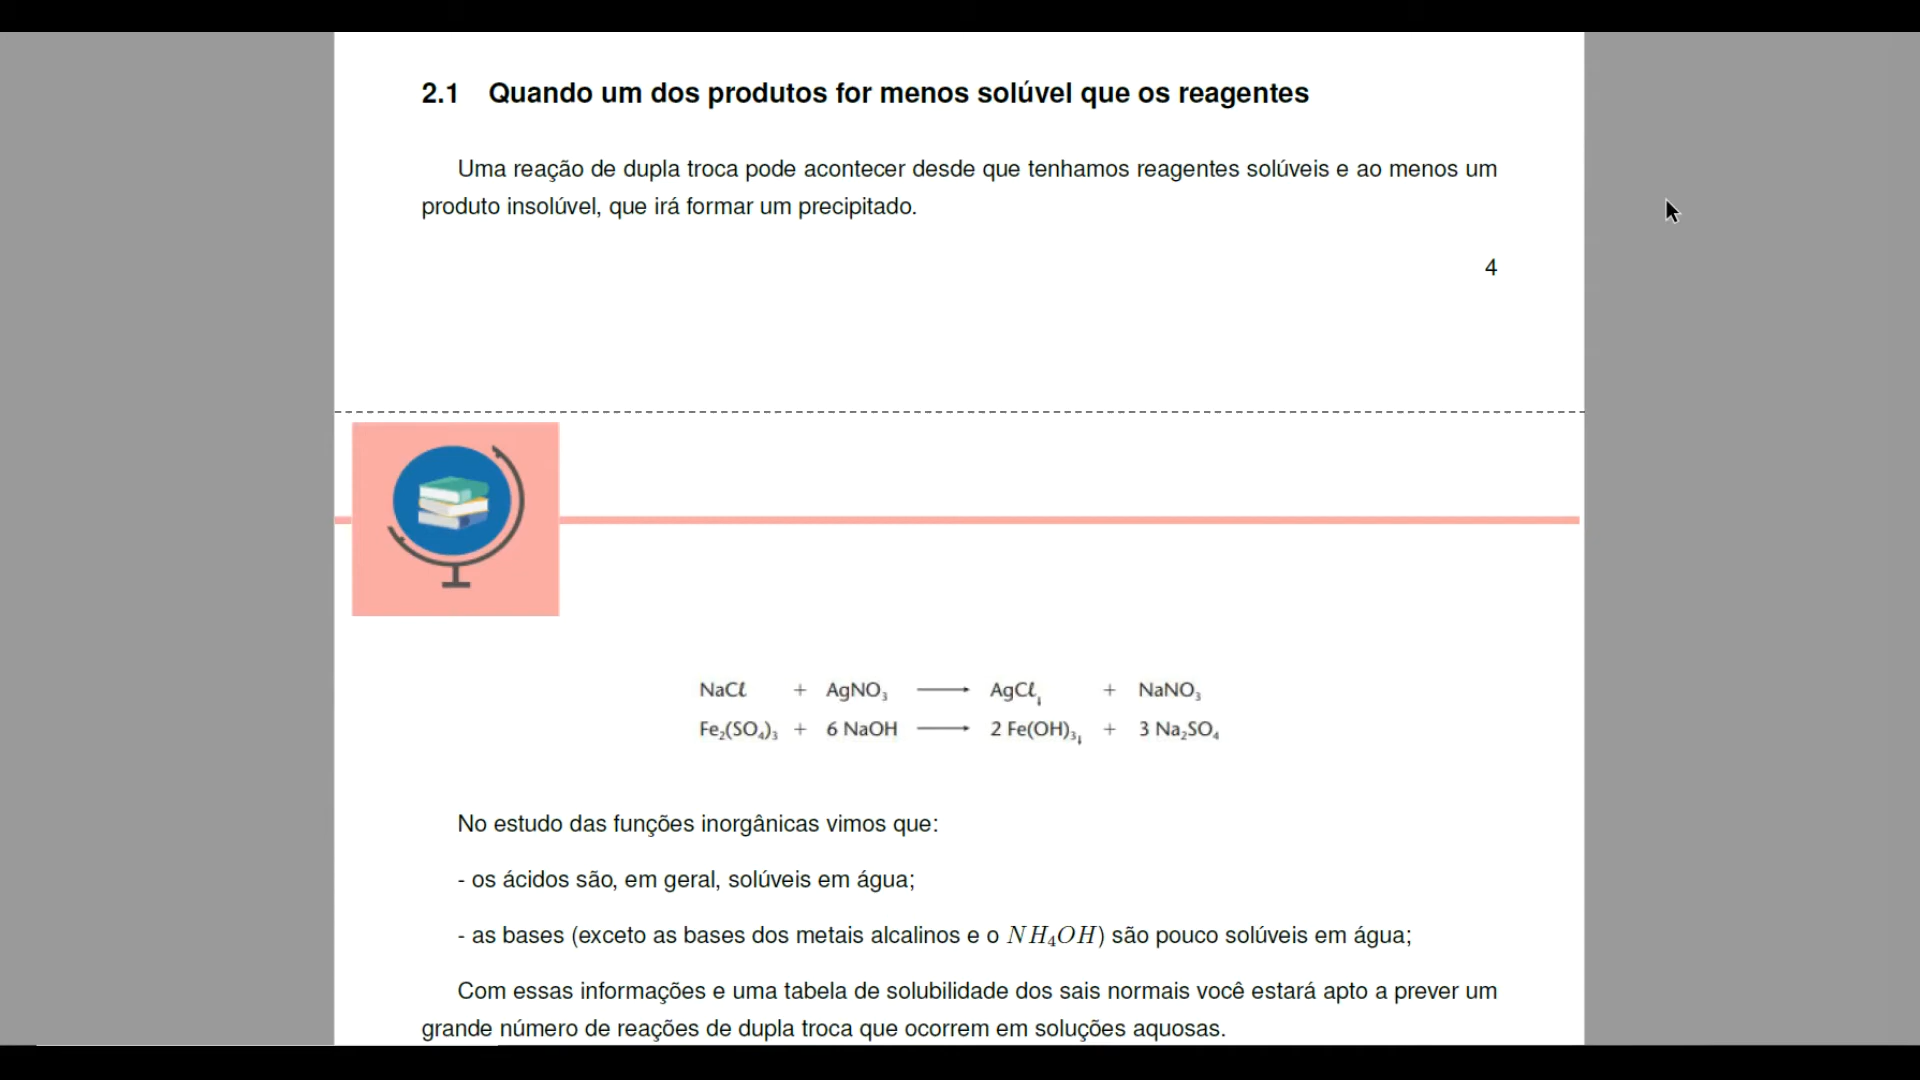 2.1 Quando um dos produtos for menos solúvel que os reagentes
Uma reação de dupla troca pode acontecer desde que tenhamos reagentes solúveis e ao menos um
produto insolúvel, que irá formar um precipitado.
4
NaCℓ + AgNO₃ ⟶ AgCℓ↓ + NaNO₃
Fe₂(SO₄)₃ + 6 NaOH ⟶ 2 Fe(OH)₃↓ + 3 Na₂SO₄
No estudo das funções inorgânicas vimos que:
- os ácidos são, em geral, solúveis em água;
- as bases (exceto as bases dos metais alcalinos e o NH₄OH) são pouco solúveis em água;
Com essas informações e uma tabela de solubilidade dos sais normais você estará apto a prever um
grande número de reações de dupla troca que ocorrem em soluções aquosas.